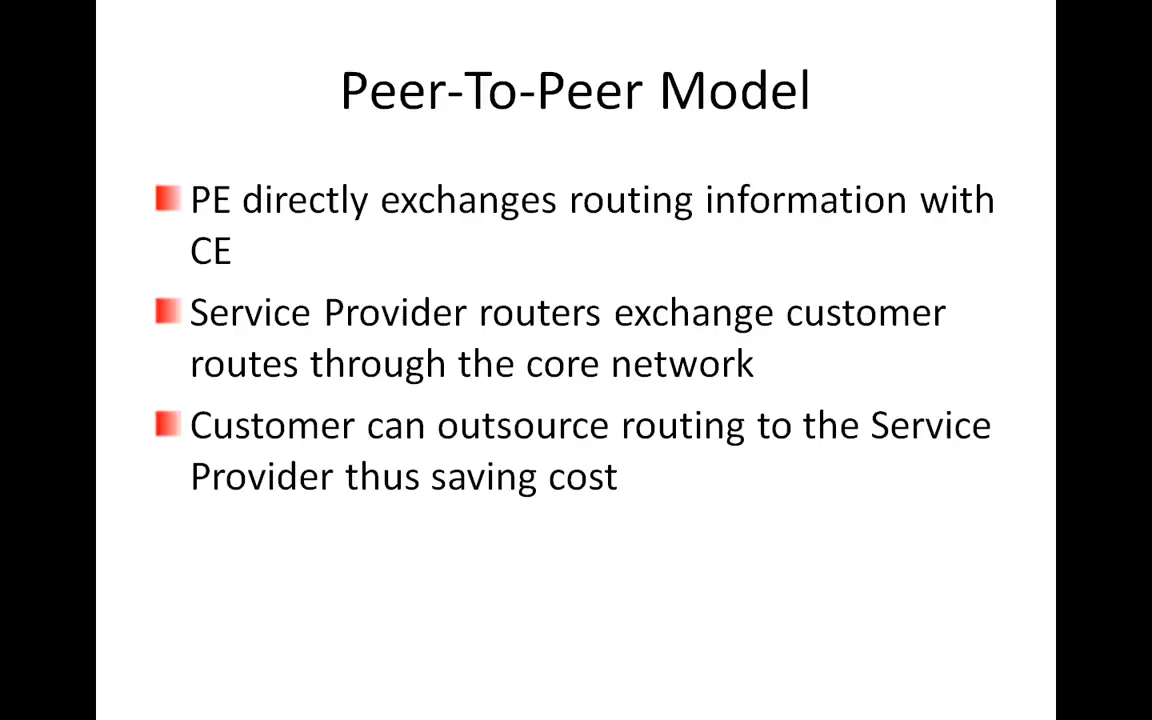 Peer-To-Peer Model
PE directly exchanges routing information with
CE
Service Provider routers exchange customer
routes through the core network
Customer can outsource routing to the Service
Provider thus saving cost